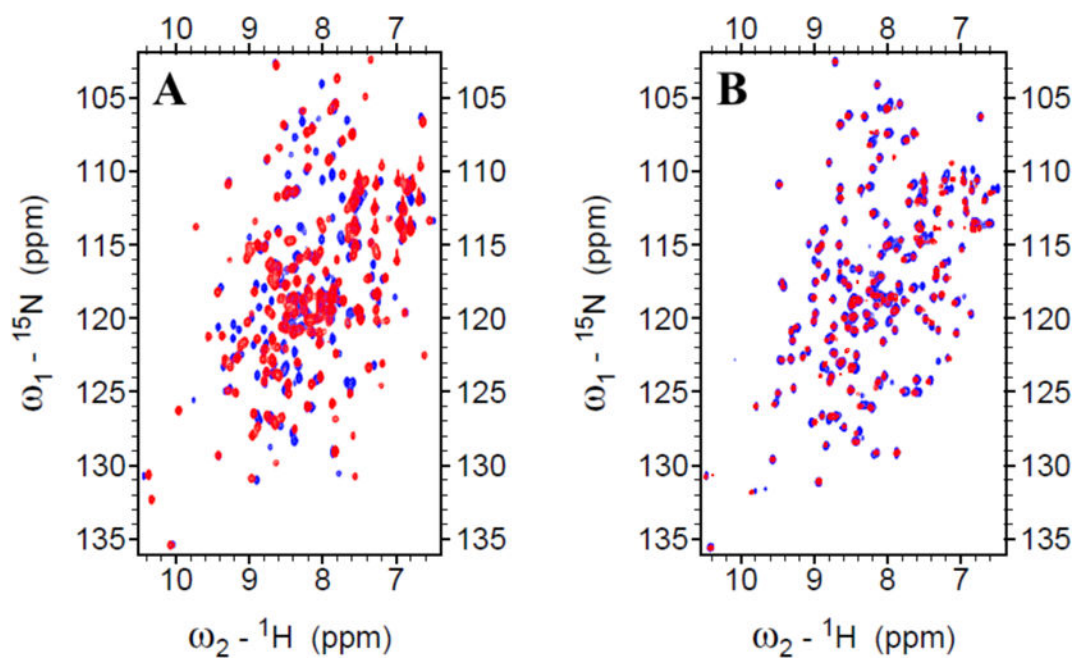 10 9 8 7 10 9 8 7
A B
105 105 105 105
110 110 110 110
115 115 115 115
120 120 120 120
125 125 125 125
130 130 130 130
135 135 135 135
ω₁ - ¹⁵N (ppm) ω₁ - ¹⁵N (ppm)
10 9 8 7 10 9 8 7
ω₂ - ¹H (ppm) ω₂ - ¹H (ppm)